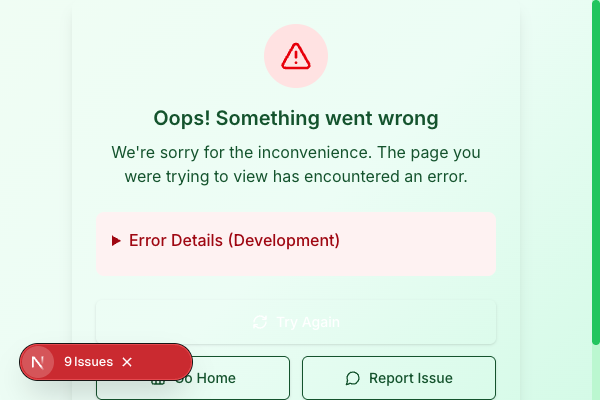 Oops! Something went wrong
We're sorry for the inconvenience. The page you
were trying to view has encountered an error.
Error Details (Development)
Try Again
N 9 Issues
Go Home
Report Issue